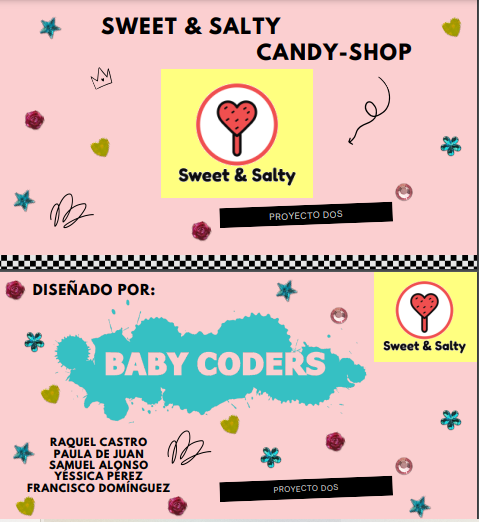 SWEET & SALTY
CANDY-SHOP
Sweet & Salty
PROYECTO DOS
DISEÑADO POR:
Sweet & Salty
BABY CODERS
RAQUEL CASTRO
PAULA DE JUAN
SAMUEL ALONSO
YÉSSICA PÉREZ
FRANCISCO DOMÍNGUEZ
PROYECTO DOS